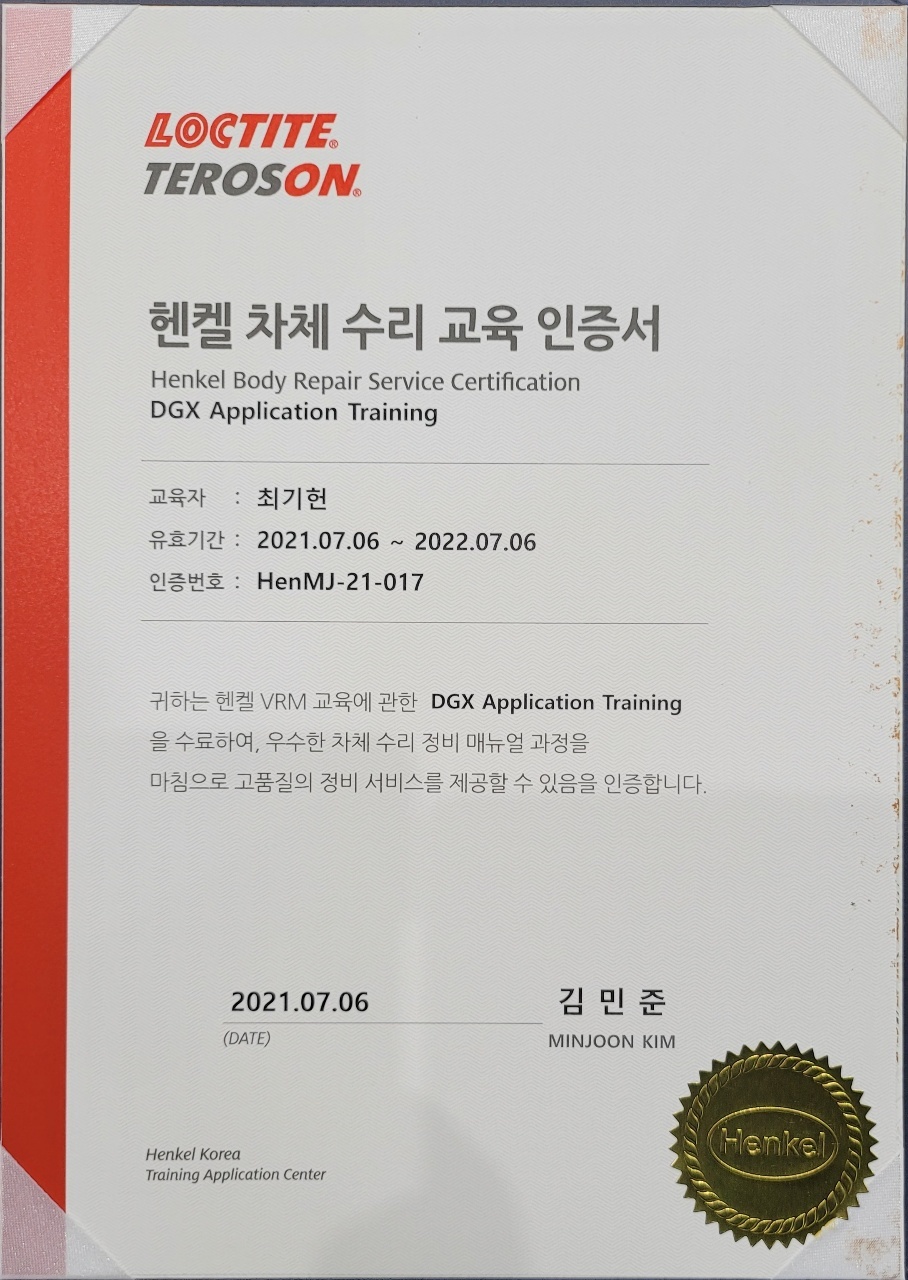 LOCTITE®
TEROSON®
헨켈 차체 수리 교육 인증서
Henkel Body Repair Service Certification
DGX Application Training
교육자 : 최기헌
유효기간 : 2021.07.06 ~ 2022.07.06
인증번호 : HenMJ-21-017
귀하는 헨켈 VRM 교육에 관한 DGX Application Training
을 수료하여, 우수한 차체 수리 정비 매뉴얼 과정을
마침으로 고품질의 정비 서비스를 제공할 수 있음을 인증합니다.
2021.07.06 김 민 준
(DATE) MINJOON KIM
Henkel
Henkel Korea
Training Application Center